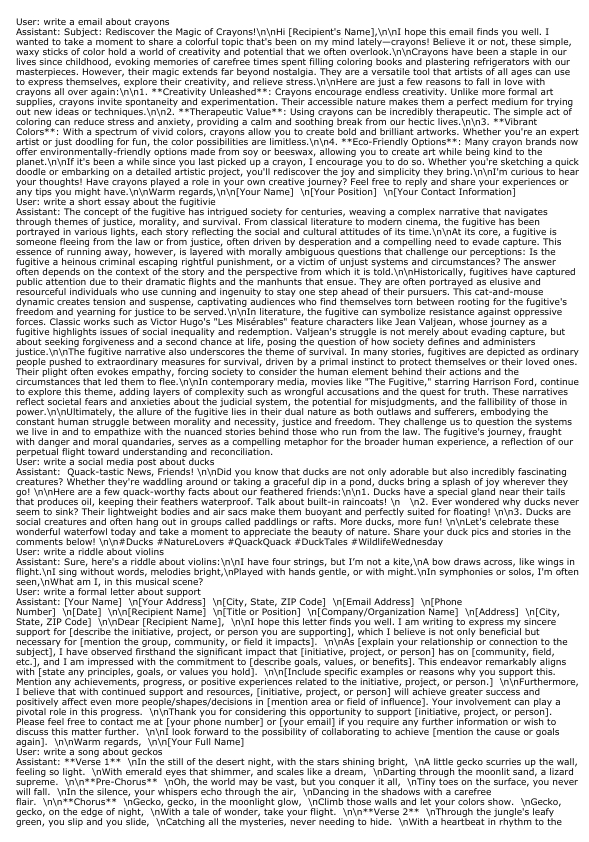 User: write a email about crayons
Assistant: Subject: Rediscover the Magic of Crayons!\n\nHi [Recipient's Name],\n\nI hope this email finds you well. I
wanted to take a moment to share a colorful topic that's been on my mind lately—crayons! Believe it or not, these simple,
waxy sticks of color hold a world of creativity and potential that we often overlook.\n\nCrayons have been a staple in our
lives since childhood, evoking memories of carefree times spent filling coloring books and plastering refrigerators with our
masterpieces. However, their magic extends far beyond nostalgia. They are a versatile tool that artists of all ages can use
to express themselves, explore their creativity, and relieve stress.\n\nHere are just a few reasons to fall in love with
crayons all over again:\n\n1. **Creativity Unleashed**: Crayons encourage endless creativity. Unlike more formal art
supplies, crayons invite spontaneity and experimentation. Their accessible nature makes them a perfect medium for trying
out new ideas or techniques.\n\n2. **Therapeutic Value**: Using crayons can be incredibly therapeutic. The simple act of
coloring can reduce stress and anxiety, providing a calm and soothing break from our hectic lives.\n\n3. **Vibrant
Colors**: With a spectrum of vivid colors, crayons allow you to create bold and brilliant artworks. Whether you're an expert
artist or just doodling for fun, the color possibilities are limitless.\n\n4. **Eco-Friendly Options**: Many crayon brands now
offer environmentally-friendly options made from soy or beeswax, allowing you to create art while being kind to the
planet.\n\nIf it's been a while since you last picked up a crayon, I encourage you to do so. Whether you're sketching a quick
doodle or embarking on a detailed artistic project, you'll rediscover the joy and simplicity they bring.\n\nI'm curious to hear
your thoughts! Have crayons played a role in your own creative journey? Feel free to reply and share your experiences or
any tips you might have.\n\nWarm regards,\n\n[Your Name]  \n[Your Position]  \n[Your Contact Information]
User: write a short essay about the fugitivie
Assistant: The concept of the fugitive has intrigued society for centuries, weaving a complex narrative that navigates
through themes of justice, morality, and survival. From classical literature to modern cinema, the fugitive has been
portrayed in various lights, each story reflecting the social and cultural attitudes of its time.\n\nAt its core, a fugitive is
someone fleeing from the law or from justice, often driven by desperation and a compelling need to evade capture. This
essence of running away, however, is layered with morally ambiguous questions that challenge our perceptions: Is the
fugitive a heinous criminal escaping rightful punishment, or a victim of unjust systems and circumstances? The answer
often depends on the context of the story and the perspective from which it is told.\n\nHistorically, fugitives have captured
public attention due to their dramatic flights and the manhunts that ensue. They are often portrayed as elusive and
resourceful individuals who use cunning and ingenuity to stay one step ahead of their pursuers. This cat-and-mouse
dynamic creates tension and suspense, captivating audiences who find themselves torn between rooting for the fugitive's
freedom and yearning for justice to be served.\n\nIn literature, the fugitive can symbolize resistance against oppressive
forces. Classic works such as Victor Hugo's "Les Misérables" feature characters like Jean Valjean, whose journey as a
fugitive highlights issues of social inequality and redemption. Valjean's struggle is not merely about evading capture, but
about seeking forgiveness and a second chance at life, posing the question of how society defines and administers
justice.\n\nThe fugitive narrative also underscores the theme of survival. In many stories, fugitives are depicted as ordinary
people pushed to extraordinary measures for survival, driven by a primal instinct to protect themselves or their loved ones.
Their plight often evokes empathy, forcing society to consider the human element behind their actions and the
circumstances that led them to flee.\n\nIn contemporary media, movies like "The Fugitive," starring Harrison Ford, continue
to explore this theme, adding layers of complexity such as wrongful accusations and the quest for truth. These narratives
reflect societal fears and anxieties about the judicial system, the potential for misjudgments, and the fallibility of those in
power.\n\nUltimately, the allure of the fugitive lies in their dual nature as both outlaws and sufferers, embodying the
constant human struggle between morality and necessity, justice and freedom. They challenge us to question the systems
we live in and to empathize with the nuanced stories behind those who run from the law. The fugitive's journey, fraught
with danger and moral quandaries, serves as a compelling metaphor for the broader human experience, a reflection of our
perpetual flight toward understanding and reconciliation.
User: write a social media post about ducks
Assistant:  Quack-tastic News, Friends! \n\nDid you know that ducks are not only adorable but also incredibly fascinating
creatures? Whether they're waddling around or taking a graceful dip in a pond, ducks bring a splash of joy wherever they
go! \n\nHere are a few quack-worthy facts about our feathered friends:\n\n1. Ducks have a special gland near their tails
that produces oil, keeping their feathers waterproof. Talk about built-in raincoats! \n   \n2. Ever wondered why ducks never
seem to sink? Their lightweight bodies and air sacs make them buoyant and perfectly suited for floating! \n\n3. Ducks are
social creatures and often hang out in groups called paddlings or rafts. More ducks, more fun! \n\nLet's celebrate these
wonderful waterfowl today and take a moment to appreciate the beauty of nature. Share your duck pics and stories in the
comments below! \n\n#Ducks #NatureLovers #QuackQuack #DuckTales #WildlifeWednesday
User: write a riddle about violins
Assistant: Sure, here's a riddle about violins:\n\nI have four strings, but I'm not a kite,\nA bow draws across, like wings in
flight.\nI sing without words, melodies bright,\nPlayed with hands gentle, or with might.\nIn symphonies or solos, I'm often
seen,\nWhat am I, in this musical scene?
User: write a formal letter about support
Assistant: [Your Name]  \n[Your Address]  \n[City, State, ZIP Code]  \n[Email Address]  \n[Phone
Number]  \n[Date]  \n\n[Recipient Name]  \n[Title or Position]  \n[Company/Organization Name]  \n[Address]  \n[City,
State, ZIP Code]  \n\nDear [Recipient Name],  \n\nI hope this letter finds you well. I am writing to express my sincere
support for [describe the initiative, project, or person you are supporting], which I believe is not only beneficial but
necessary for [mention the group, community, or field it impacts].  \n\nAs [explain your relationship or connection to the
subject], I have observed firsthand the significant impact that [initiative, project, or person] has on [community, field,
etc.], and I am impressed with the commitment to [describe goals, values, or benefits]. This endeavor remarkably aligns
with [state any principles, goals, or values you hold].  \n\n[Include specific examples or reasons why you support this.
Mention any achievements, progress, or positive experiences related to the initiative, project, or person.]  \n\nFurthermore,
I believe that with continued support and resources, [initiative, project, or person] will achieve greater success and
positively affect even more people/shapes/decisions in [mention area or field of influence]. Your involvement can play a
pivotal role in this progress.  \n\nThank you for considering this opportunity to support [initiative, project, or person].
Please feel free to contact me at [your phone number] or [your email] if you require any further information or wish to
discuss this matter further.  \n\nI look forward to the possibility of collaborating to achieve [mention the cause or goals
again].  \n\nWarm regards,  \n\n[Your Full Name]
User: write a song about geckos
Assistant: **Verse 1**  \nIn the still of the desert night, with the stars shining bright,  \nA little gecko scurries up the wall,
feeling so light.  \nWith emerald eyes that shimmer, and scales like a dream,  \nDarting through the moonlit sand, a lizard
supreme.  \n\n**Pre-Chorus**  \nOh, the world may be vast, but you conquer it all,  \nTiny toes on the surface, you never
will fall.  \nIn the silence, your whispers echo through the air,  \nDancing in the shadows with a carefree
flair.  \n\n**Chorus**  \nGecko, gecko, in the moonlight glow,  \nClimb those walls and let your colors show.  \nGecko,
gecko, on the edge of night,  \nWith a tale of wonder, take your flight.  \n\n**Verse 2**  \nThrough the jungle's leafy
green, you slip and you slide,  \nCatching all the mysteries, never needing to hide.  \nWith a heartbeat in rhythm to the